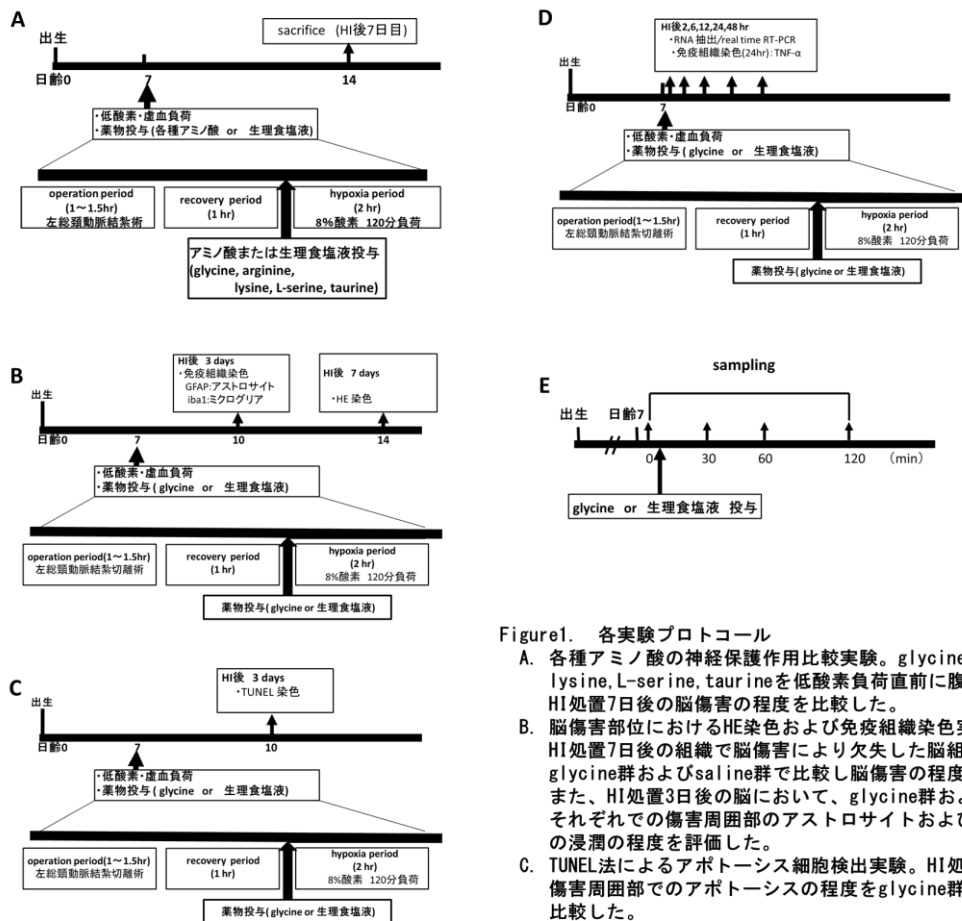 A
sacrifice (HI後7日目)
出生
日齢0
7
14
・低酸素・虚血負荷
・薬物投与(各種アミノ酸 or 生理食塩液)
operation period
(1～1.5hr)
左総頸動脈結紮術
recovery period
(1 hr)
hypoxia period
(2 hr)
8%酸素 120分負荷
アミノ酸または生理食塩液投与
(glycine, arginine,
lysine, L-serine, taurine)
B
HI後 3 days
・免疫組織染色
GFAP:アストロサイト
iba1:ミクログリア
HI後 7 days
・HE 染色
出生
日齢0
7
10
14
・低酸素・虚血負荷
・薬物投与( glycine or 生理食塩液)
operation period(1～1.5hr)
左総頸動脈結紮切離術
recovery period
(1 hr)
hypoxia period
(2 hr)
8%酸素 120分負荷
薬物投与( glycine or 生理食塩液)
C
HI後 3 days
・TUNEL 染色
出生
日齢0
7
10
・低酸素・虚血負荷
・薬物投与( glycine or 生理食塩液)
operation period(1～1.5hr)
左総頸動脈結紮切離術
recovery period
(1 hr)
hypoxia period
(2 hr)
8%酸素 120分負荷
薬物投与(glycine or 生理食塩液)
D
HI後2,6,12,24,48 hr
・RNA 抽出/real time RT-PCR
・免疫組織染色(24hr)：TNF-α
出生
日齢0
7
・低酸素・虚血負荷
・薬物投与( glycine or 生理食塩液)
operation period(1～1.5hr)
左総頸動脈結紮切離術
recovery period
(1 hr)
hypoxia period
(2 hr)
8%酸素 120分負荷
薬物投与(glycine or 生理食塩液)
E
sampling
出生 日齢7
0 30 60 120 (min)
glycine or 生理食塩液 投与
Figure1. 各実験プロトコール
A. 各種アミノ酸の神経保護作用比較実験。glycine
lysine,L-serine,taurineを低酸素負荷直前に腹
HI処置7日後の脳傷害の程度を比較した。
B. 脳傷害部位におけるHE染色および免疫組織染色実
HI処置7日後の組織で脳傷害により欠失した脳組
glycine群およびsaline群で比較し脳傷害の程度
また、HI処置3日後の脳において、glycine群およ
それぞれでの傷害周囲部のアストロサイトおよび
の浸潤の程度を評価した。
C. TUNEL法によるアポトーシス細胞検出実験。HI処
傷害周囲部でのアポトーシスの程度をglycine群
比較した。